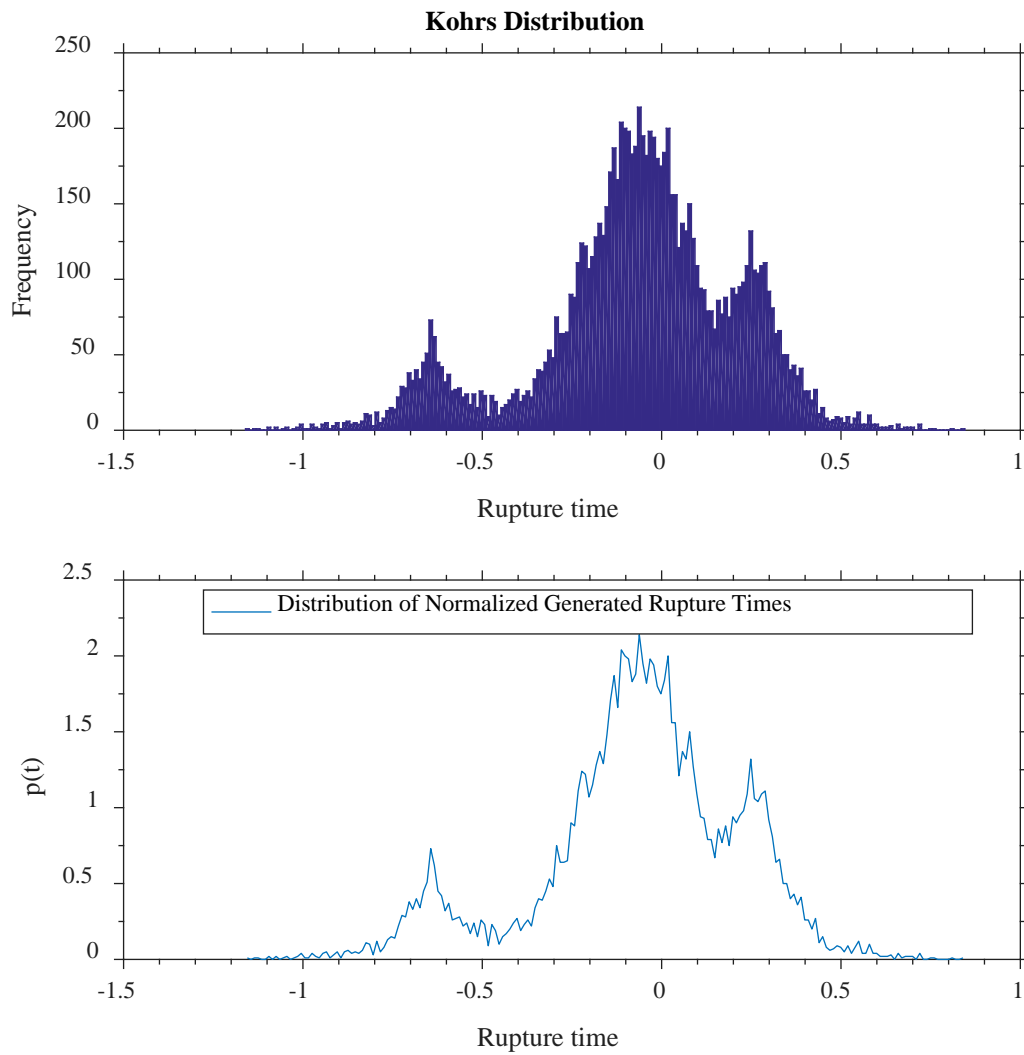 Kohrs Distribution
250
200
150
100
50
0
Frequency
-1.5 -1 -0.5 0 0.5 1
Rupture time
2.5
2
1.5
1
0.5
0
p(t)
Distribution of Normalized Generated Rupture Times
-1.5 -1 -0.5 0 0.5 1
Rupture time